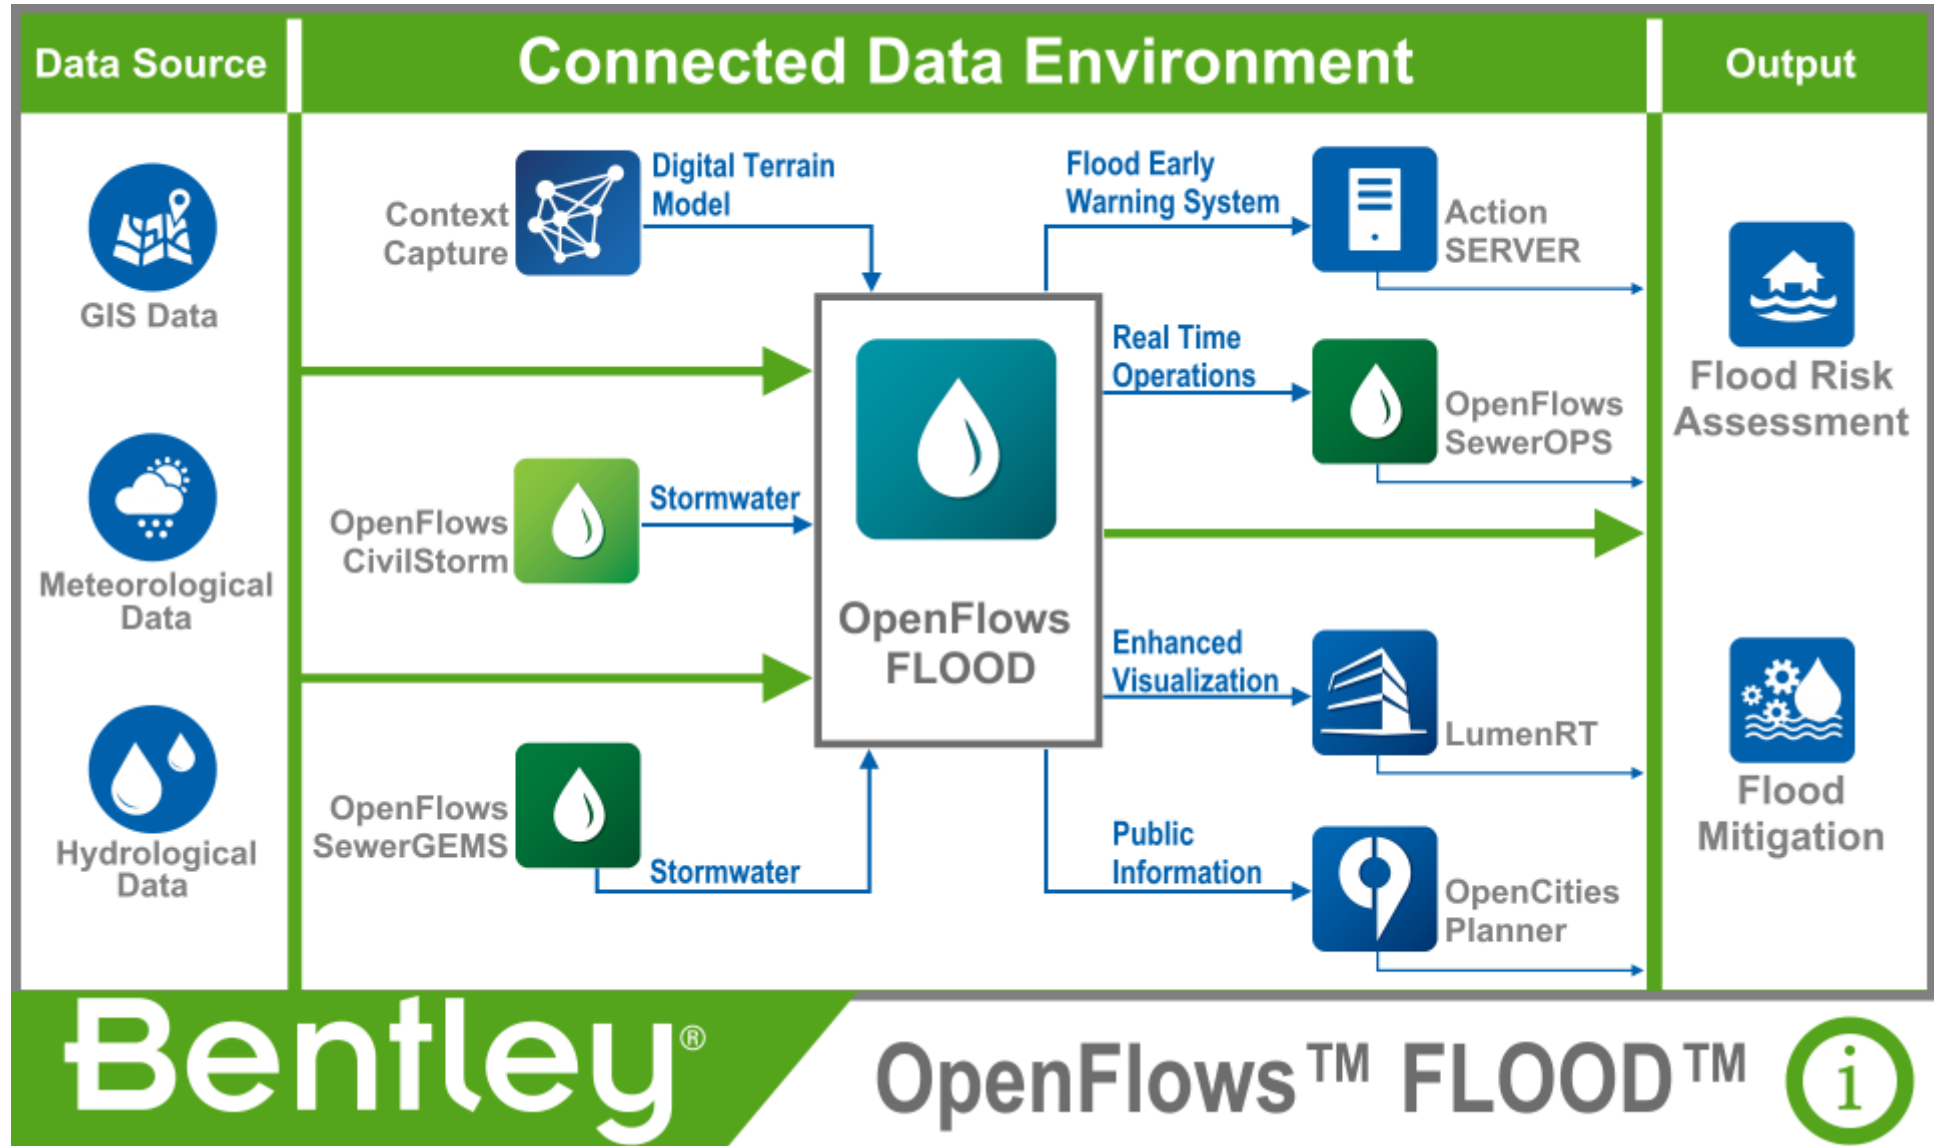 Data Source
Connected Data Environment
Output
GIS Data
Meteorological
Data
Hydrological
Data
Context
Capture
Digital Terrain
Model
OpenFlows
CivilStorm
Stormwater
OpenFlows
SewerGEMS
Stormwater
OpenFlows
FLOOD
Flood Early
Warning System
Action
SERVER
Real Time
Operations
OpenFlows
SewerOPS
Enhanced
Visualization
LumenRT
Public
Information
OpenCities
Planner
Flood Risk
Assessment
Flood
Mitigation
Bentley®
OpenFlows™ FLOOD™
i